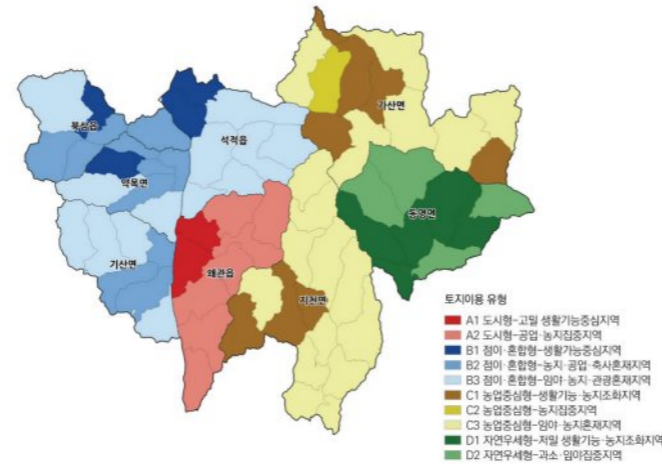 가산면
북삼읍
석적읍
약목면
동명면
기산면
왜관읍
지천면
토지이용 유형
A1 도시형-고밀 생활기능중심지역
A2 도시형-공업·농지집중지역
B1 점이·혼합형-생활기능중심지역
B2 점이·혼합형-농지·공업·축사혼재지역
B3 점이·혼합형-임야·농지·관광혼재지역
C1 농업중심형-생활기능·농지조화지역
C2 농업중심형-농지집중지역
C3 농업중심형-임야·농지혼재지역
D1 자연우세형-저밀 생활기능·농지조화지역
D2 자연우세형-과소·임야집중지역